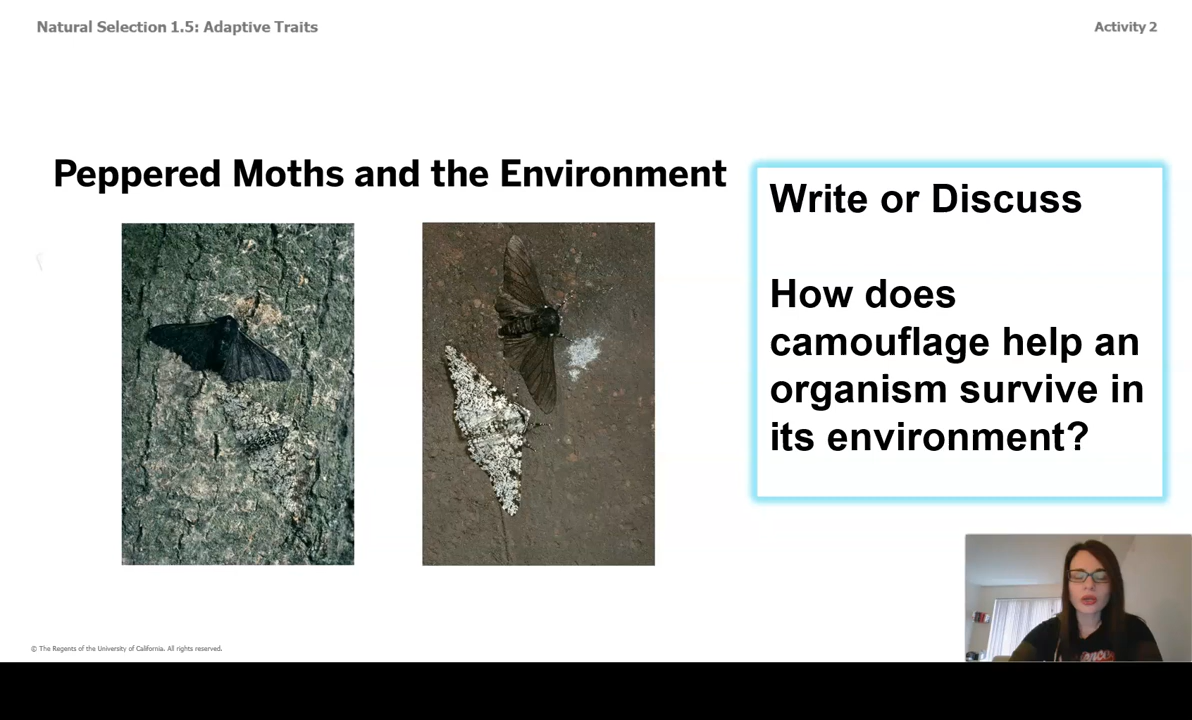 Natural Selection 1.5: Adaptive Traits
Activity 2
Peppered Moths and the Environment
Write or Discuss
How does
camouflage help an
organism survive in
its environment?
© The Regents of the University of California. All rights reserved.